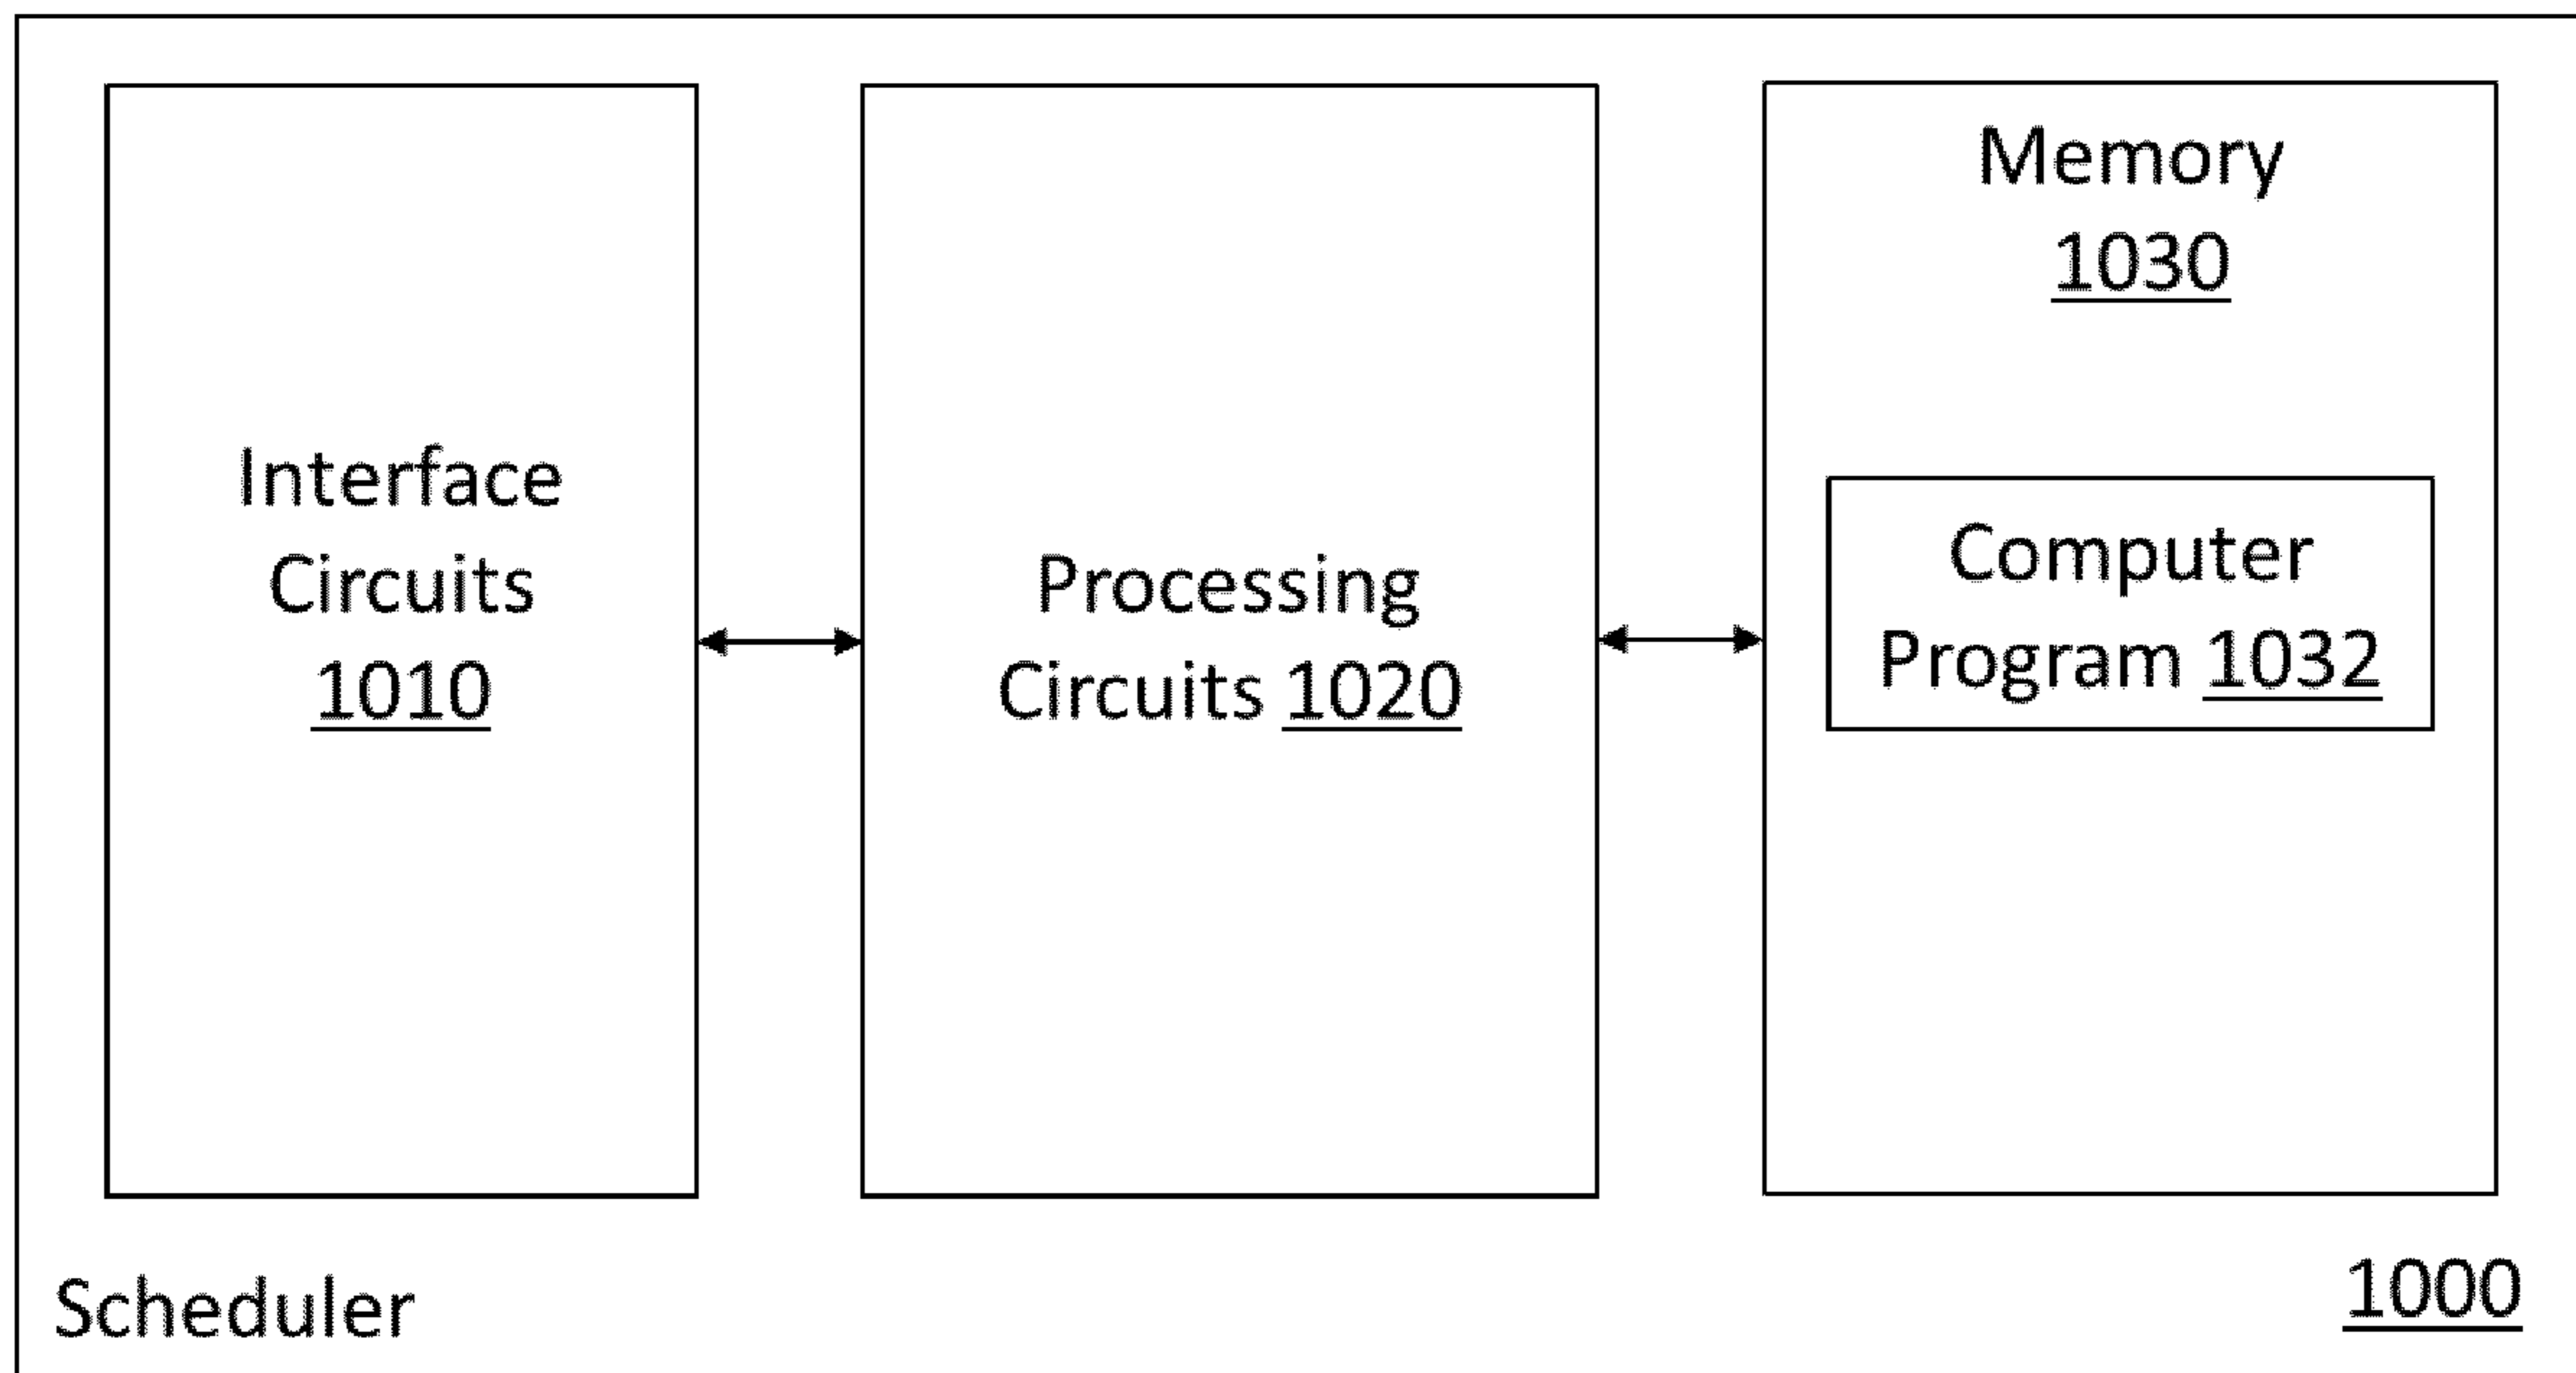 Interface
Circuits
1010
Processing
Circuits 1020
Memory
1030
Computer
Program 1032
Scheduler
1000